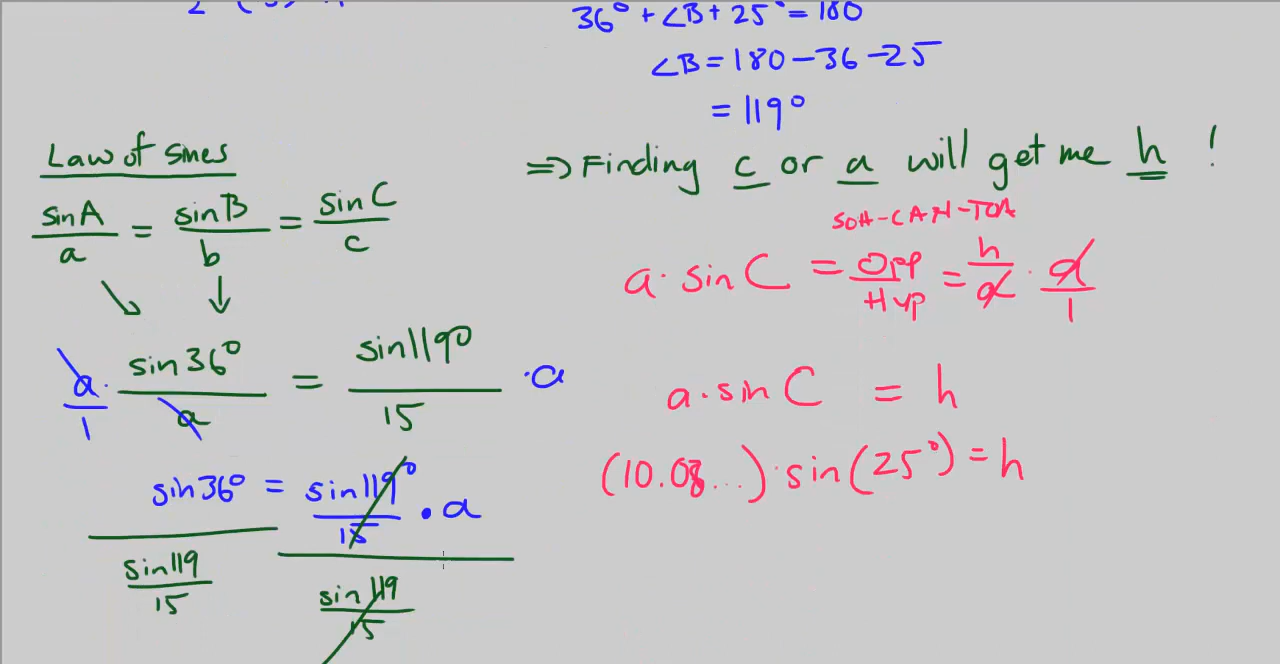 36° + ∠B + 25° = 180
∠B = 180 - 36 - 25
= 119°
Law of Sines
sinA/a = sinB/b = sinC/c
a/1 · sin36°/a = sin119°/15 · a
sin36° = sin119°/15 · a
sin119/15 sin119/15
⇒ Finding c or a will get me h !
SOH-CAH-TOA
a · sin C = Opp/Hyp = h/a · a/1
a · sin C = h
(10.08...) · sin(25°) = h